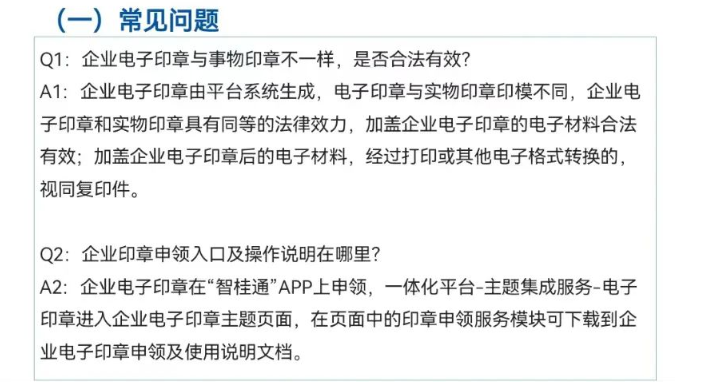 （一）常见问题
Q1：企业电子印章与事物印章不一样，是否合法有效？
A1：企业电子印章由平台系统生成，电子印章与实物印章印模不同，企业电
子印章和实物印章具有同等的法律效力，加盖企业电子印章的电子材料合法
有效；加盖企业电子印章后的电子材料，经过打印或其他电子格式转换的，
视同复印件。
Q2：企业印章申领入口及操作说明在哪里？
A2：企业电子印章在“智桂通”APP上申领，一体化平台-主题集成服务-电子
印章进入企业电子印章主题页面，在页面中的印章申领服务模块可下载到企
业电子印章申领及使用说明文档。